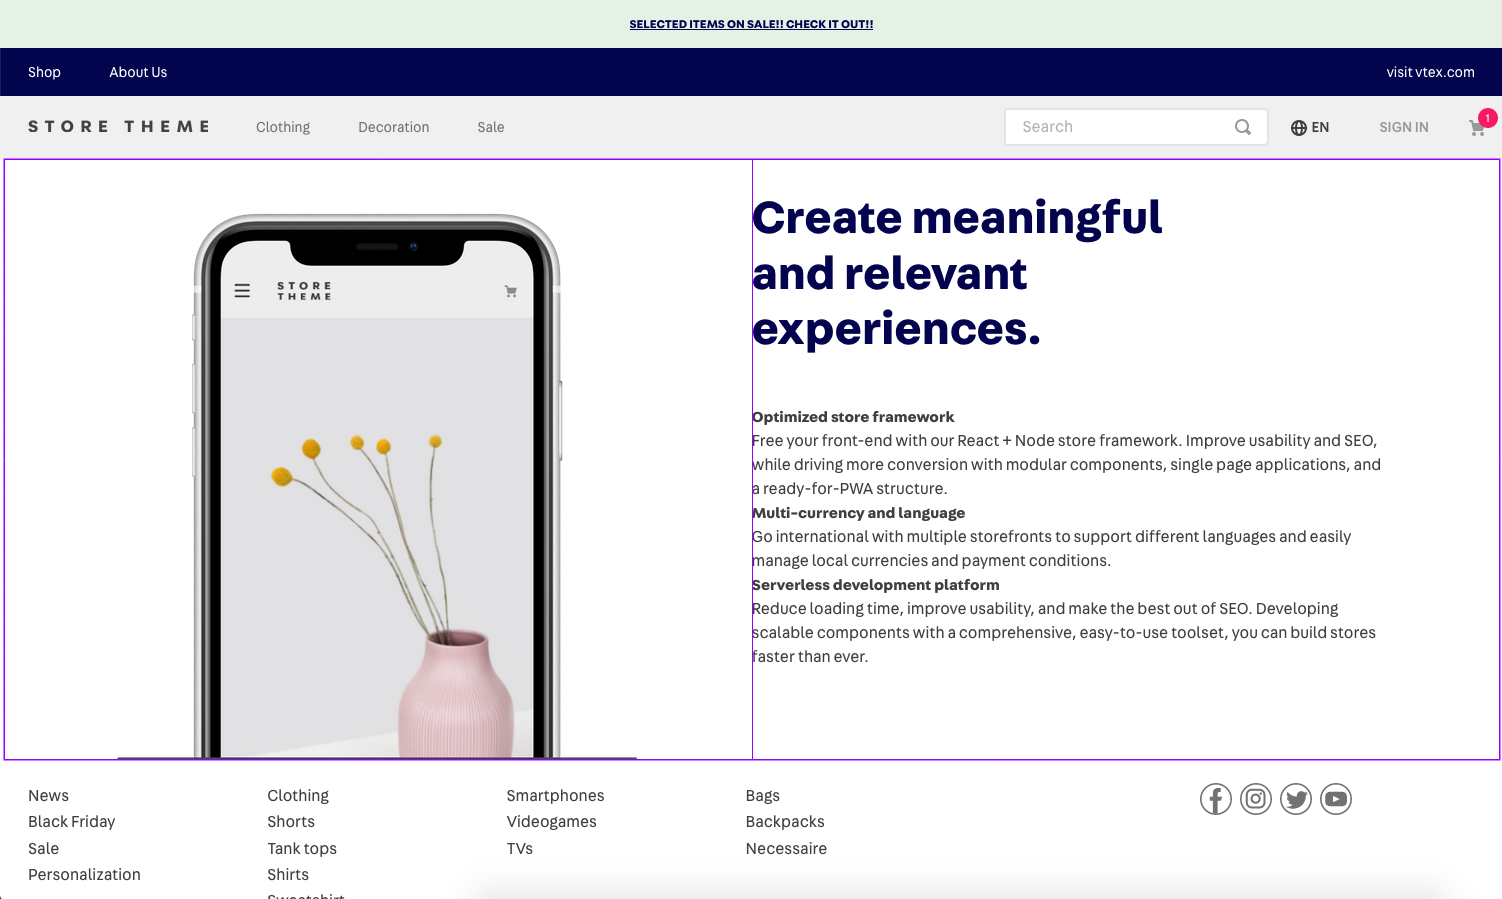 SELECTED ITEMS ON SALE!! CHECK IT OUT!!
Shop About Us visit vtex.com
STORE THEME Clothing Decoration Sale Search EN SIGN IN 1
STORE
THEME
Create meaningful
and relevant
experiences.
Optimized store framework
Free your front-end with our React + Node store framework. Improve usability and SEO,
while driving more conversion with modular components, single page applications, and
a ready-for-PWA structure.
Multi-currency and language
Go international with multiple storefronts to support different languages and easily
manage local currencies and payment conditions.
Serverless development platform
Reduce loading time, improve usability, and make the best out of SEO. Developing
scalable components with a comprehensive, easy-to-use toolset, you can build stores
faster than ever.
News Clothing Smartphones Bags
Black Friday Shorts Videogames Backpacks
Sale Tank tops TVs Necessaire
Personalization Shirts